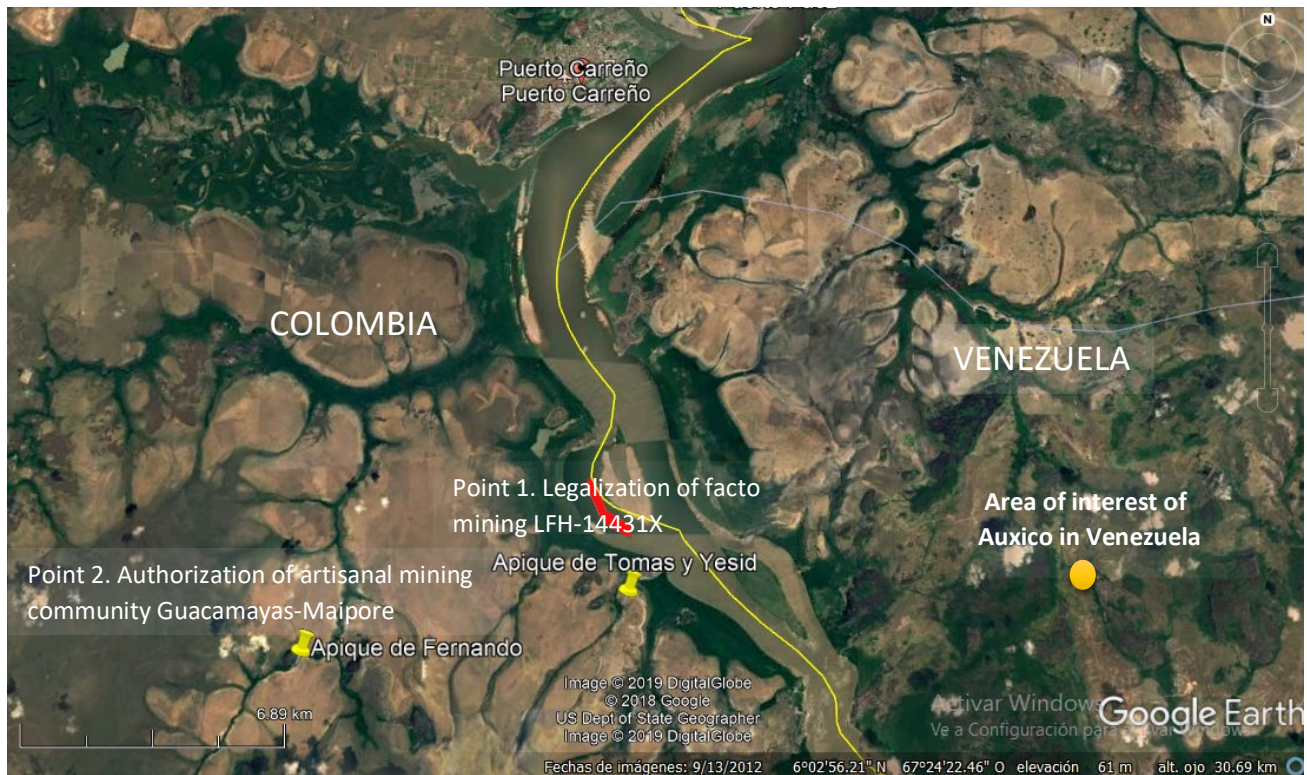 N
Puerto Carreño
Puerto Carreño
COLOMBIA
VENEZUELA
Point 1. Legalization of facto
mining LFH-14431X
Area of interest of
Auxico in Venezuela
Apique de Tomas y Yesid
Point 2. Authorization of artisanal mining
community Guacamayas-Maipore
Apique de Fernando
6.89 km
Image © 2019 DigitalGlobe
© 2018 Google
US Dept of State Geographer
Image © 2019 DigitalGlobe
Activar Windows
Ve a Configuración para activar Windows.
Google Earth
Fechas de imágenes: 9/13/2012 6°02'56.21" N 67°24'22.46" O elevación 61 m alt. ojo 30.69 km